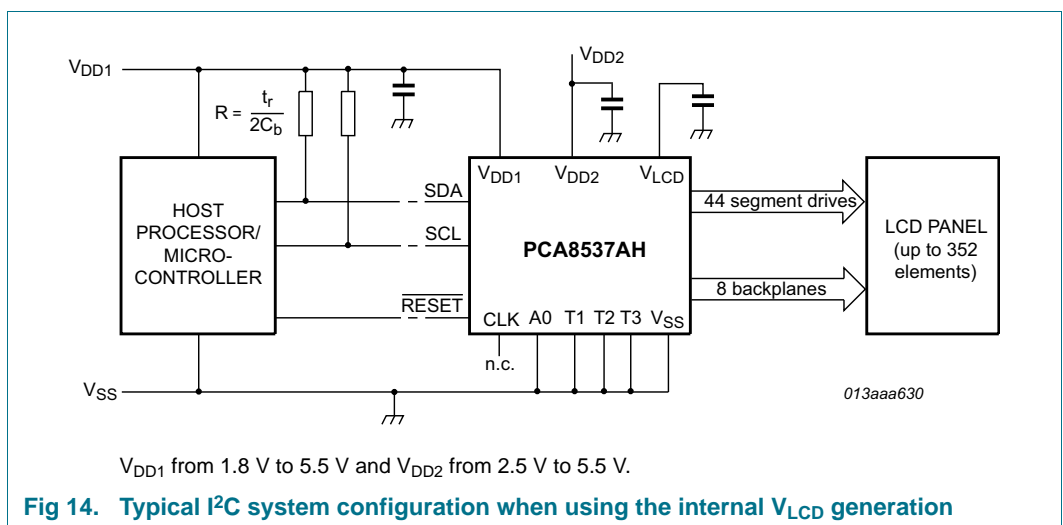 VDD2
VDD1
R = tr
2Cb
VDD1 VDD2 VLCD
SDA
44 segment drives
HOST
PROCESSOR/
MICRO-
CONTROLLER
SCL
PCA8537AH
LCD PANEL
(up to 352
elements)
8 backplanes
RESET
CLK A0 T1 T2 T3 VSS
n.c.
VSS
013aaa630
VDD1 from 1.8 V to 5.5 V and VDD2 from 2.5 V to 5.5 V.
Fig 14. Typical I²C system configuration when using the internal VLCD generation